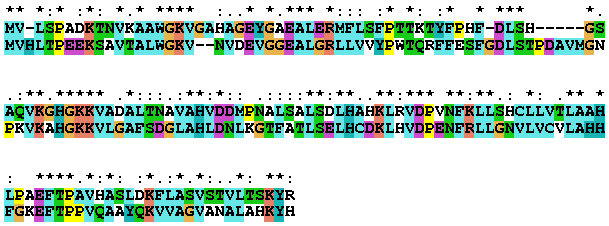 ** *:* .:*: .*.* ****  . ..* *.*** *:::.:* *: :* .*  ***     *.
MV-LSPADKTNVKAAWGKVGAHAGEYGAEALERMFLSFPTTKTYFPHF-DLSH-----GS
MVHLTPEEKSAVTALWGKV--NVDEVGGEALGRLLVVYPWTQRFFESFGDLSTPDAVMGN
.:**.***** .*:::.:**:*:: .::: **:**. **:*** **:**.: *: .** *
AQVKGHGKKVADALTNAVAHVDDMPNALSALSDLHAHKLRVDPVNFKLLSHCLLVTLAAH
PKVKAHGKKVLGAFSDGLAHLDNLKGTFATLSELHCDKLHVDPENFRLLGNVLVCVLAHH
:   ****.*:*: :*.:*.*:..*: **:
LPAEFTPAVHASLDKFLASVSTVLTSKYR
FGKEFTPPVQAAYQKVVAGVANALAHKYH